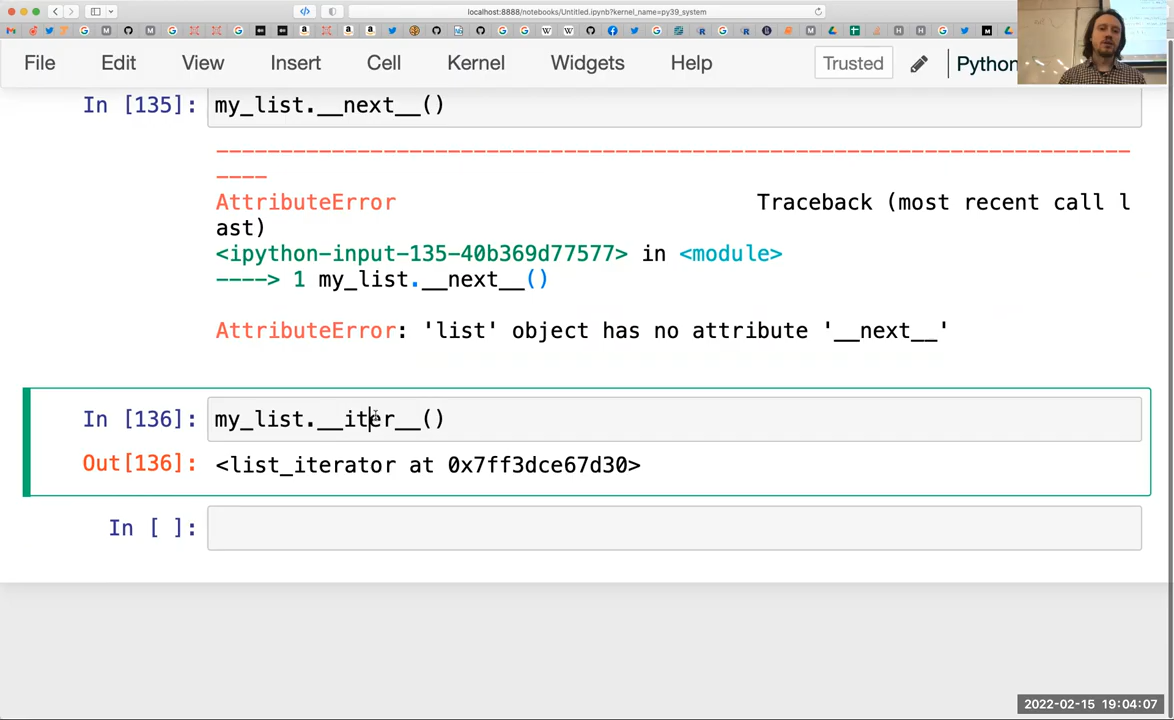 localhost:8888/notebooks/Untitled.ipynb?kernel_name=py39_system
File Edit View Insert Cell Kernel Widgets Help Trusted Python
In [135]: my_list.__next__()
---------------------------------------------------------------------------
AttributeError Traceback (most recent call l
ast)
<ipython-input-135-40b369d77577> in <module>
----> 1 my_list.__next__()
AttributeError: 'list' object has no attribute '__next__'
In [136]: my_list.__iter__()
Out[136]: <list_iterator at 0x7ff3dce67d30>
In [ ]:
2022-02-15 19:04:07